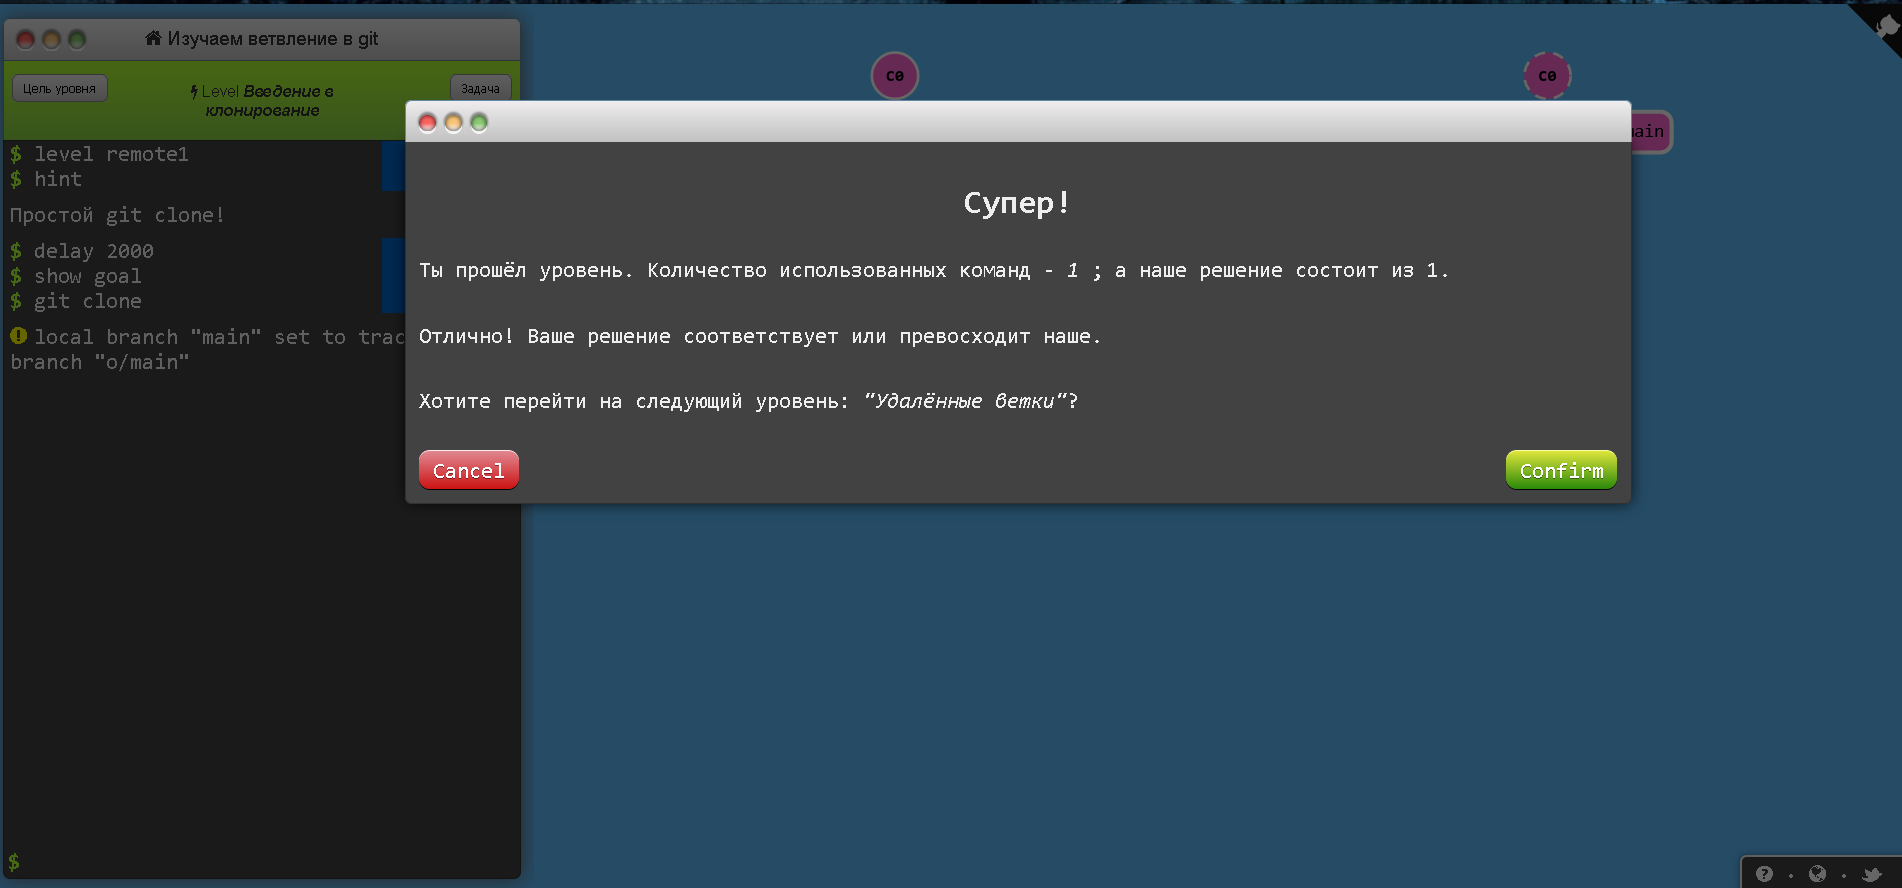 Изучаем ветвление в git
Цель уровня
Level Введение в
клонирование
Задача
$ level remote1
$ hint
Простой git clone!
$ delay 2000
$ show goal
$ git clone
local branch "main" set to trac
branch "o/main"
$
c0
c0
main
Супер!
Ты прошёл уровень. Количество использованных команд - 1 ; а наше решение состоит из 1.
Отлично! Ваше решение соответствует или превосходит наше.
Хотите перейти на следующий уровень: "Удалённые ветки"?
Cancel
Confirm